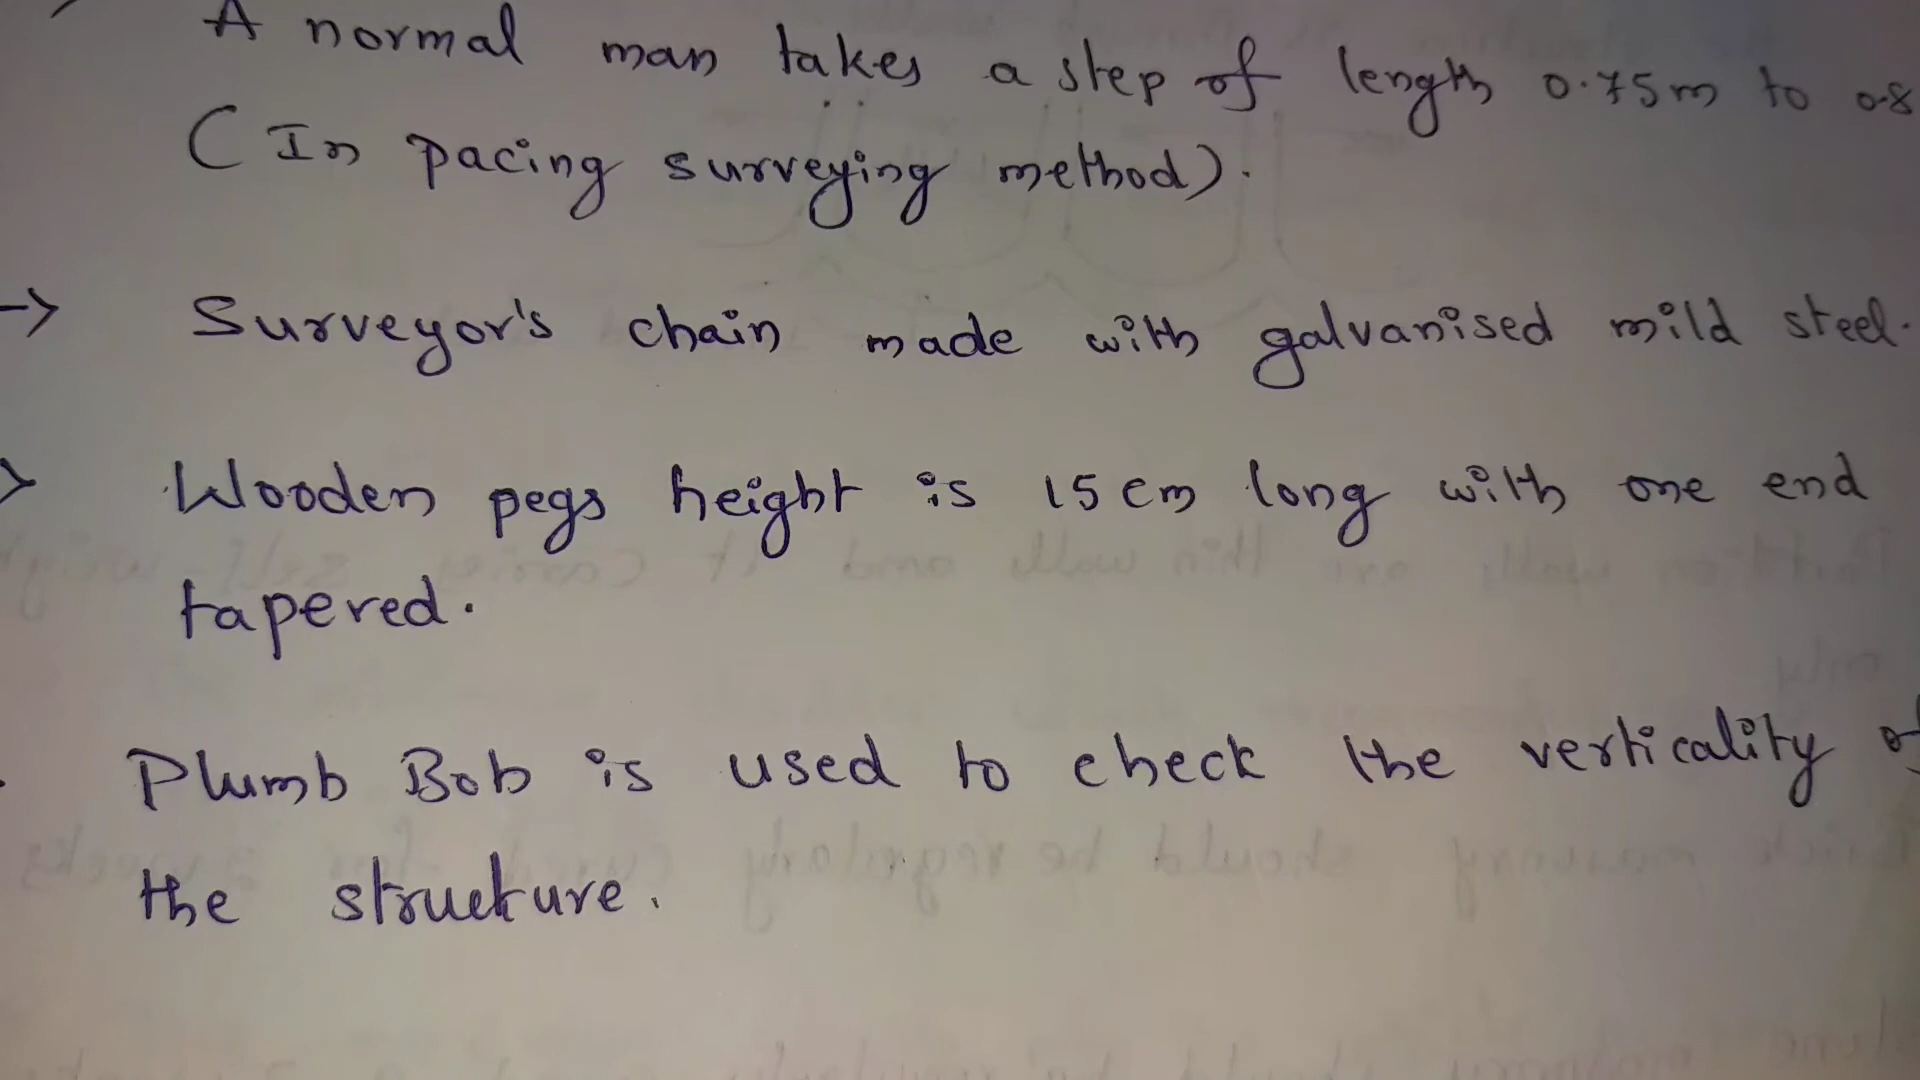 A normal man takes a step of length 0.75m to 0.8
(In pacing surveying method).
→ Surveyor's chain made with galvanised mild steel.
→ Wooden pegs height is 15 cm long with one end
tapered.
Plumb Bob is used to check the verticality of
the structure.